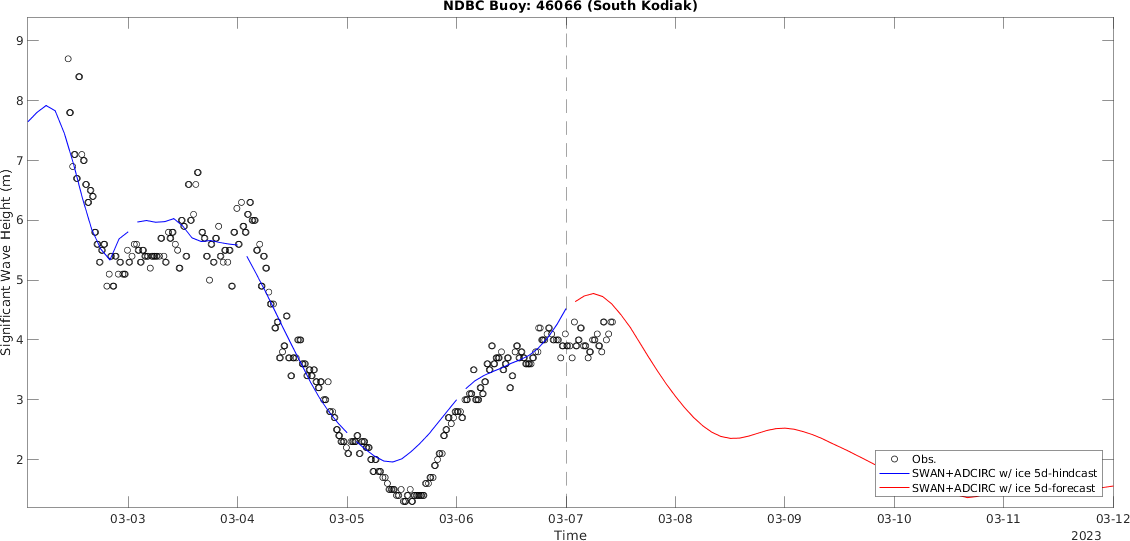 NDBC Buoy: 46066 (South Kodiak)
Significant Wave Height (m)
9
8
7
6
5
4
3
2
Obs.
SWAN+ADCIRC w/ ice 5d-hindcast
SWAN+ADCIRC w/ ice 5d-forecast
03-03 03-04 03-05 03-06 03-07 03-08 03-09 03-10 03-11 03-12
Time
2023